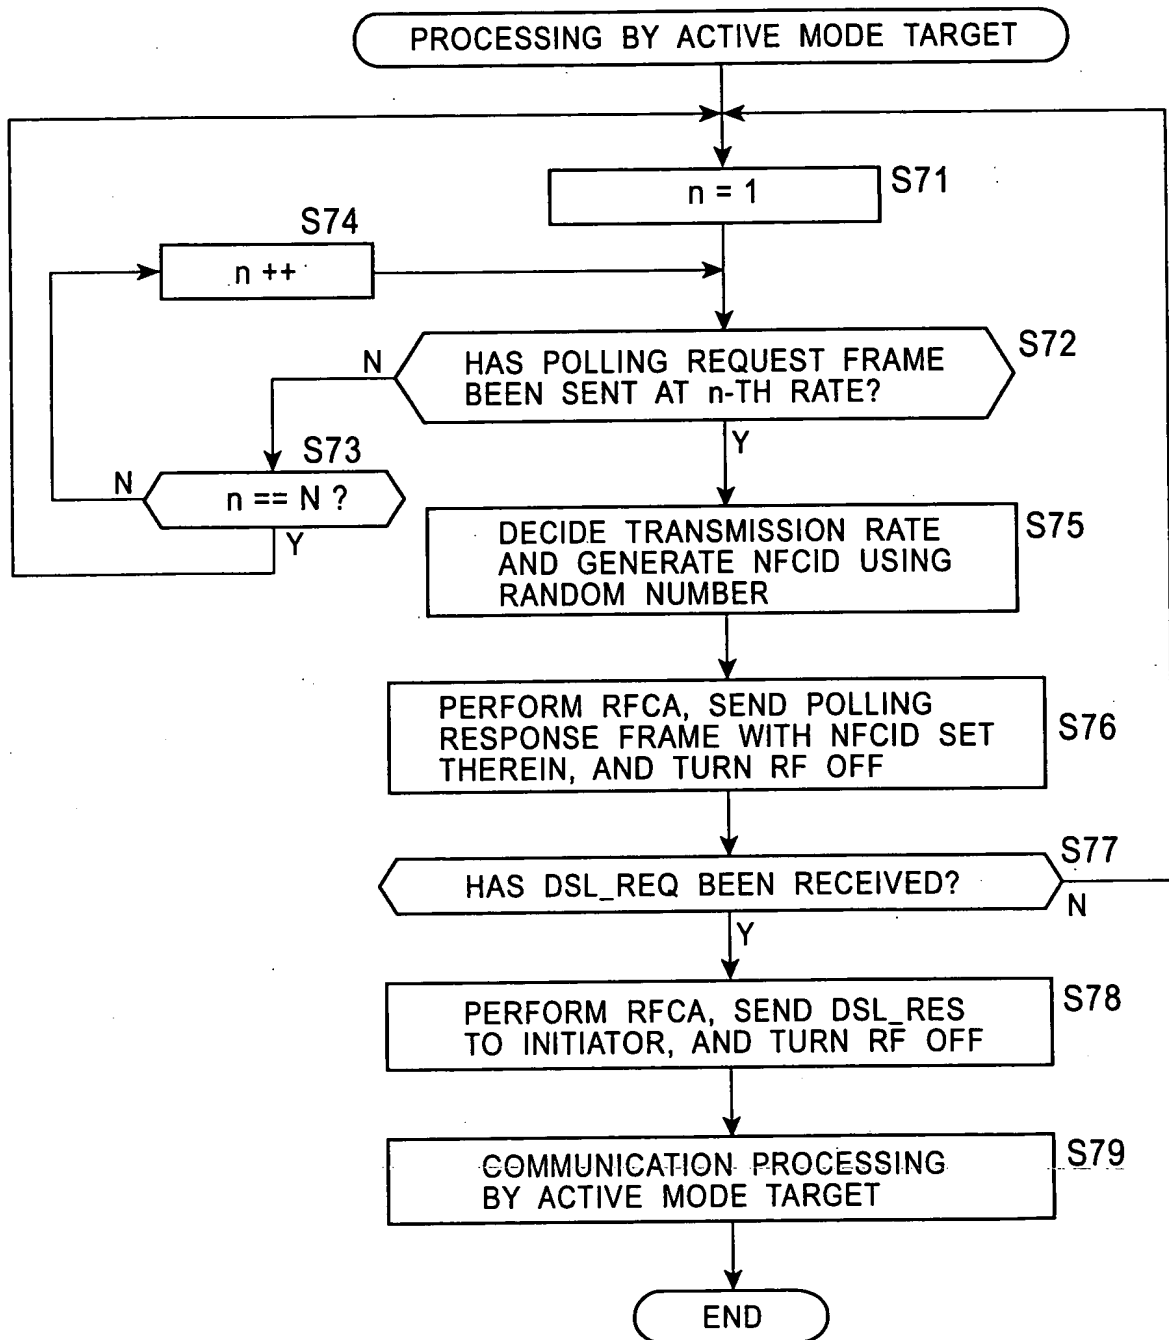 PROCESSING BY ACTIVE MODE TARGET
S71
n = 1
S74
n ++
S72
N
HAS POLLING REQUEST FRAME
BEEN SENT AT n-TH RATE?
Y
S73
N
n == N ?
Y
S75
DECIDE TRANSMISSION RATE
AND GENERATE NFCID USING
RANDOM NUMBER
S76
PERFORM RFCA, SEND POLLING
RESPONSE FRAME WITH NFCID SET
THEREIN, AND TURN RF OFF
S77
HAS DSL_REQ BEEN RECEIVED?
N
Y
S78
PERFORM RFCA, SEND DSL_RES
TO INITIATOR, AND TURN RF OFF
S79
COMMUNICATION PROCESSING
BY ACTIVE MODE TARGET
END